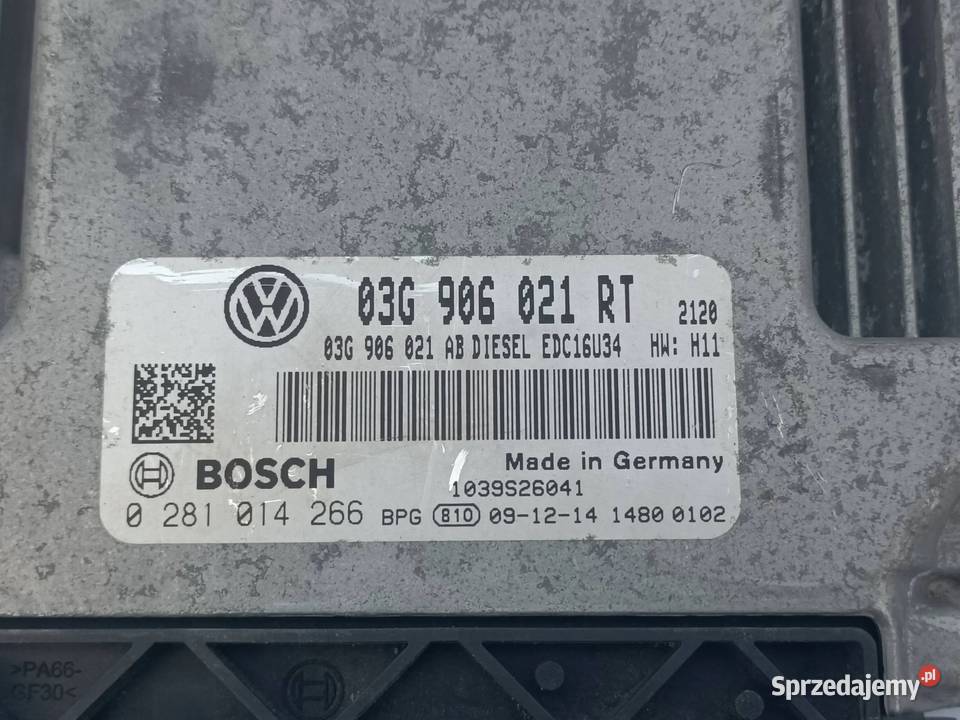 03G 906 021 RT 2120
03G 906 021 AB DIESEL EDC16U34 HW: H11
BOSCH
Made in Germany
1039S26041
0 281 014 266 BPG B10 09-12-14 1480 0102
>PA66-
GF30<
Sprzedajemy.pl